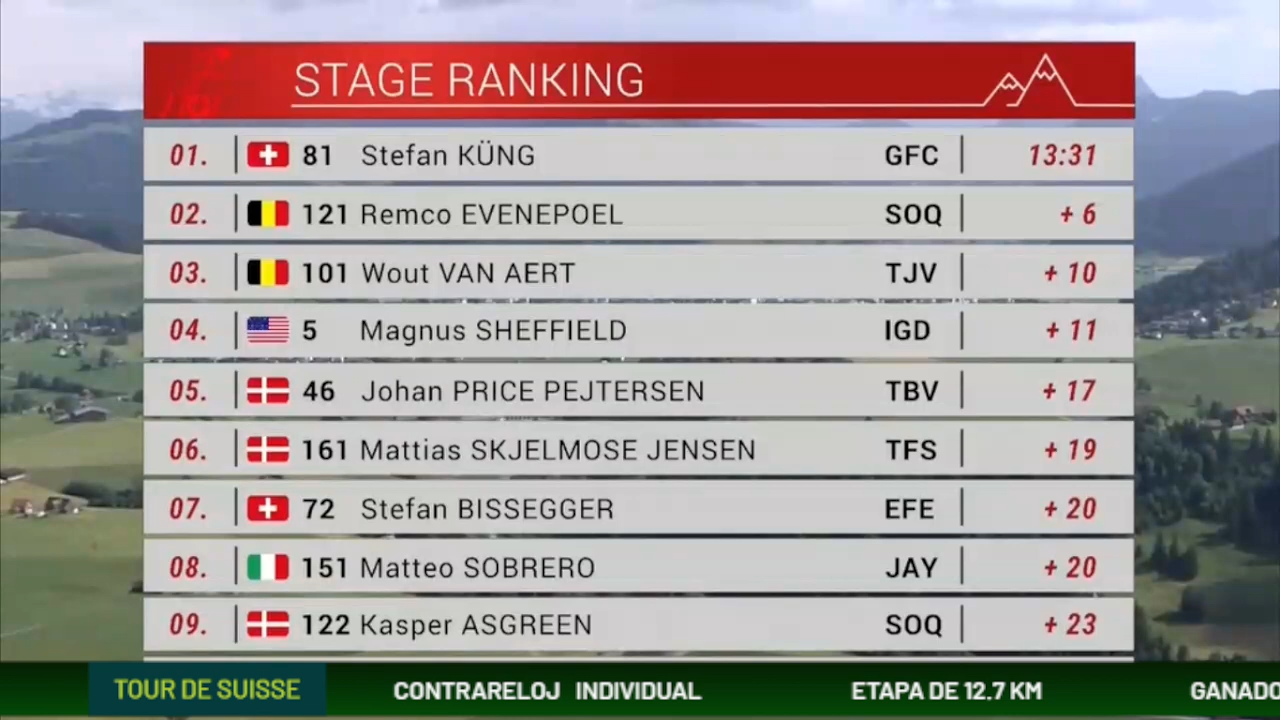 STAGE RANKING
01. 81 Stefan KÜNG GFC 13:31
02. 121 Remco EVENEPOEL SOQ + 6
03. 101 Wout VAN AERT TJV + 10
04. 5 Magnus SHEFFIELD IGD + 11
05. 46 Johan PRICE PEJTERSEN TBV + 17
06. 161 Mattias SKJELMOSE JENSEN TFS + 19
07. 72 Stefan BISSEGGER EFE + 20
08. 151 Matteo SOBRERO JAY + 20
09. 122 Kasper ASGREEN SOQ + 23
TOUR DE SUISSE CONTRARELOJ INDIVIDUAL ETAPA DE 12.7 KM GANADO